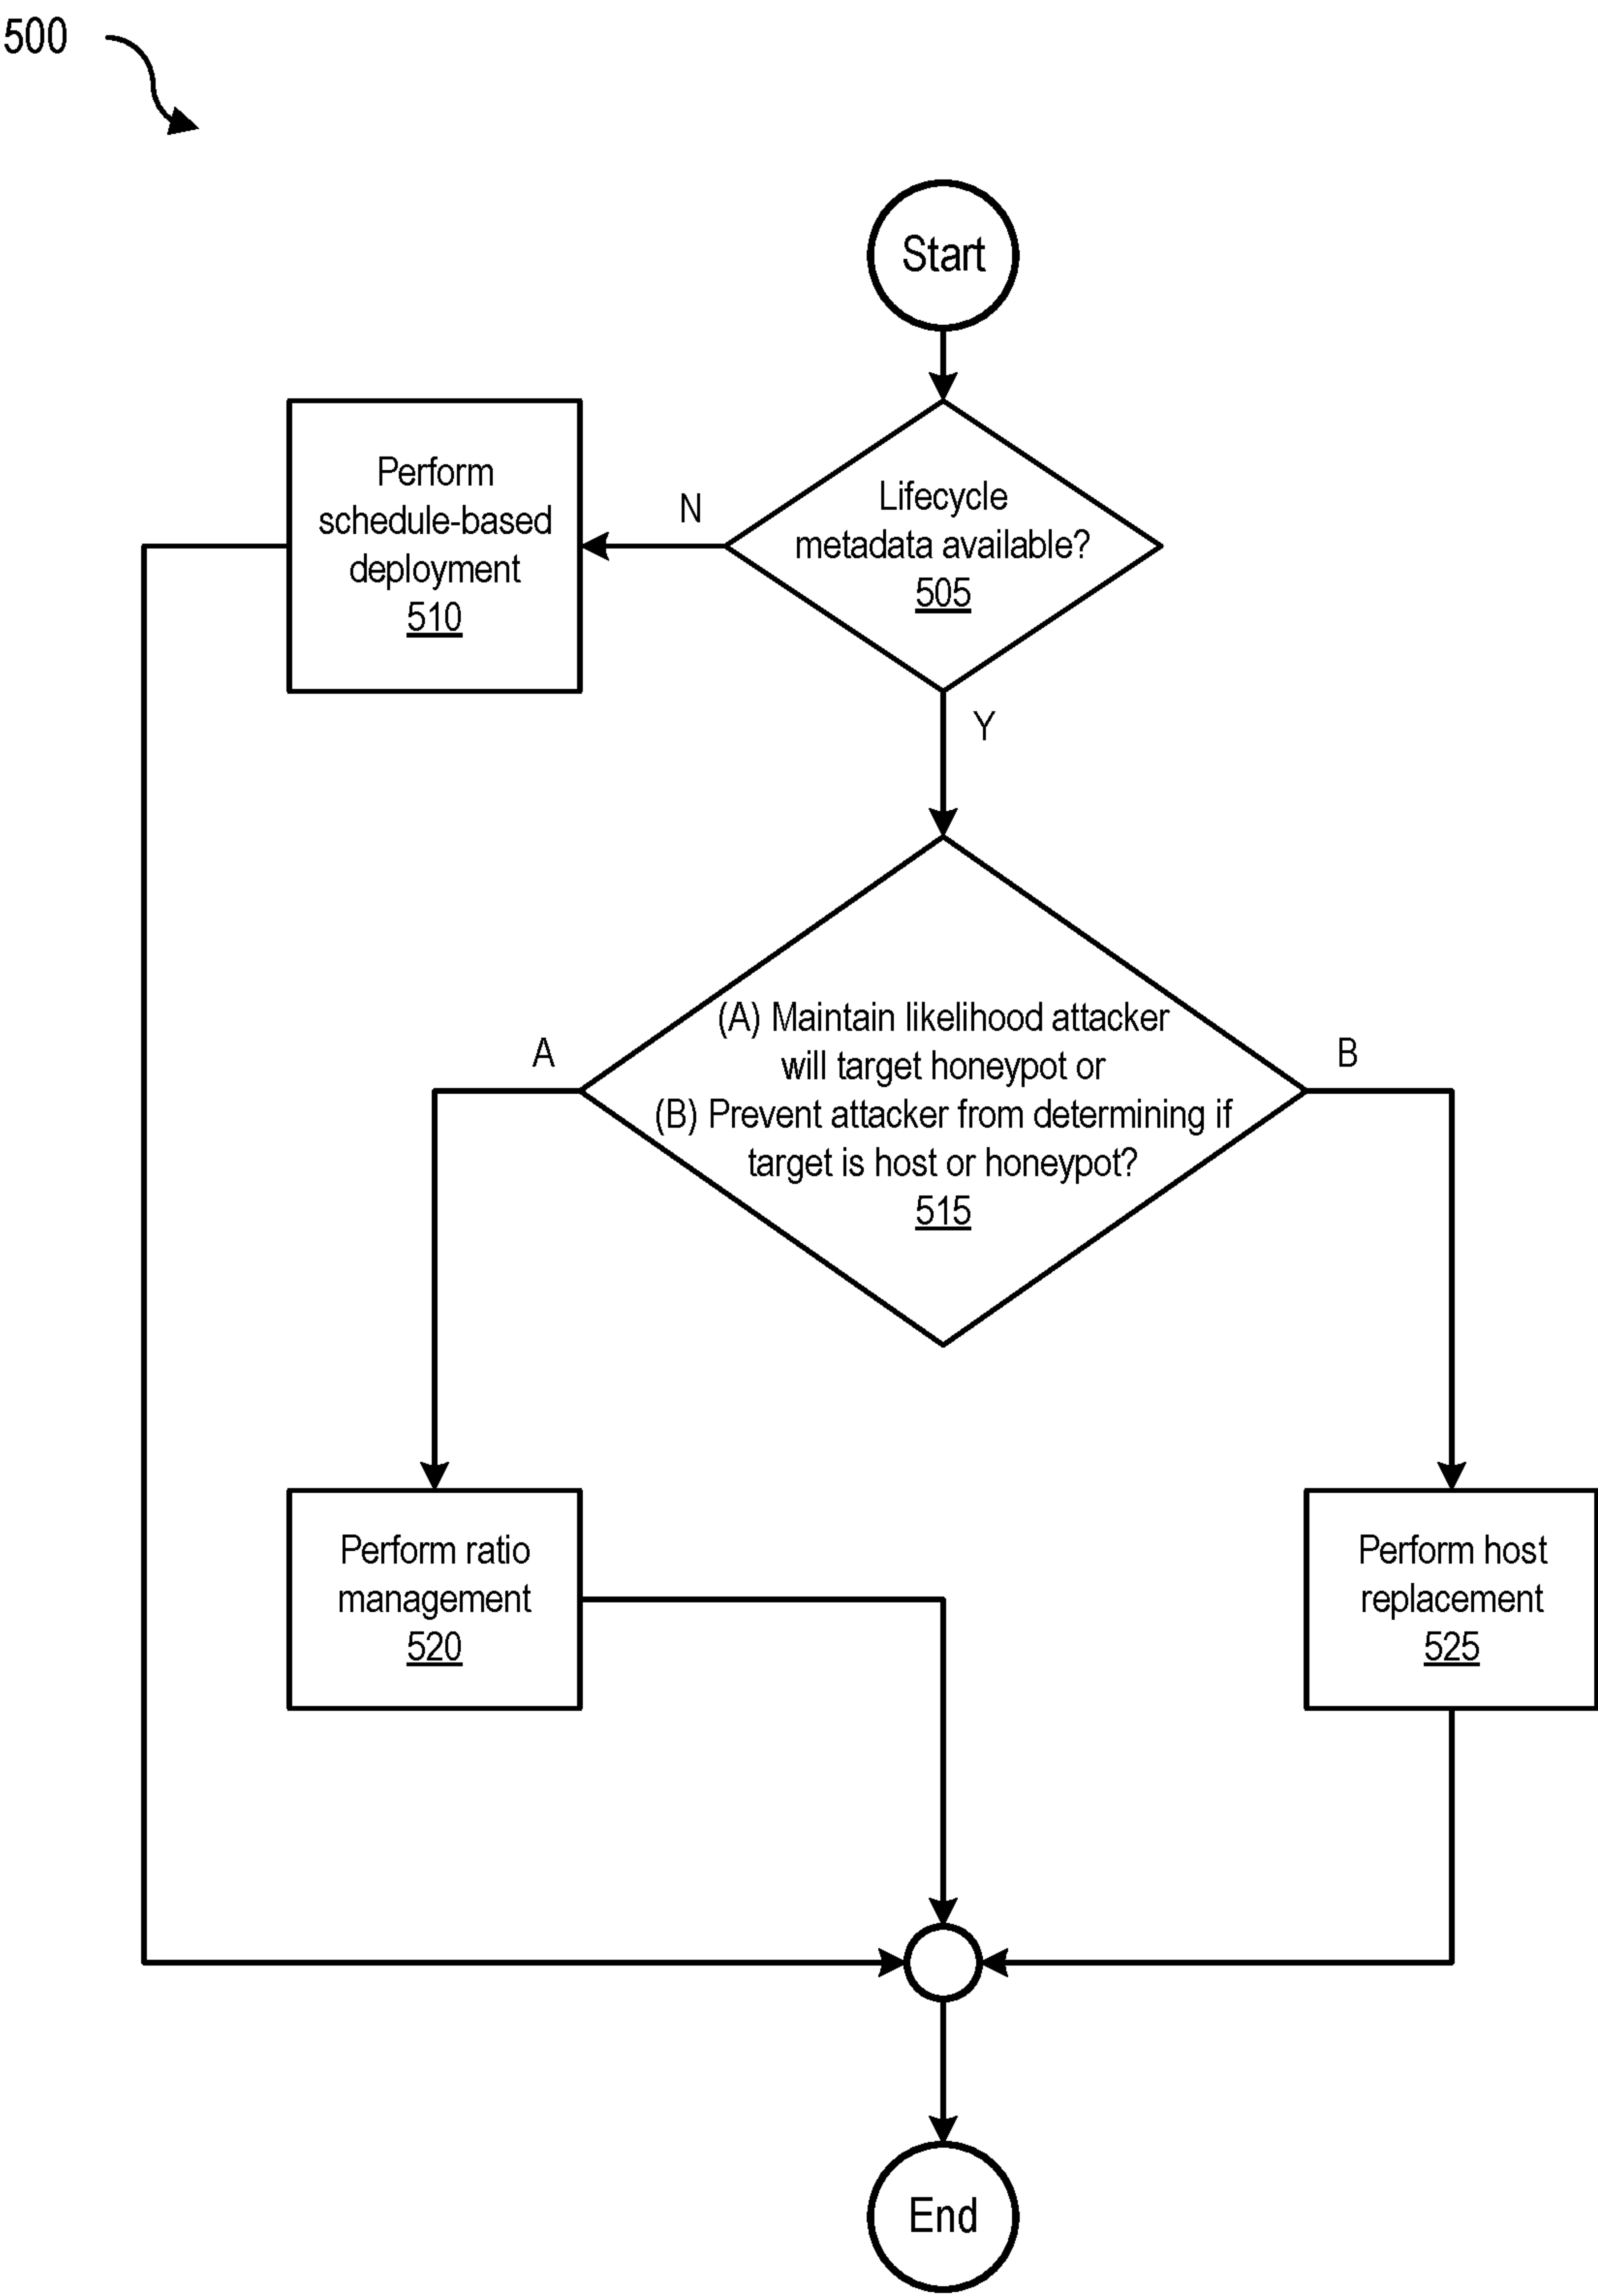 500
Start
Perform
schedule-based
deployment
510
N
Lifecycle
metadata available?
505
Y
(A) Maintain likelihood attacker
will target honeypot or
(B) Prevent attacker from determining if
target is host or honeypot?
515
A
B
Perform ratio
management
520
Perform host
replacement
525
End